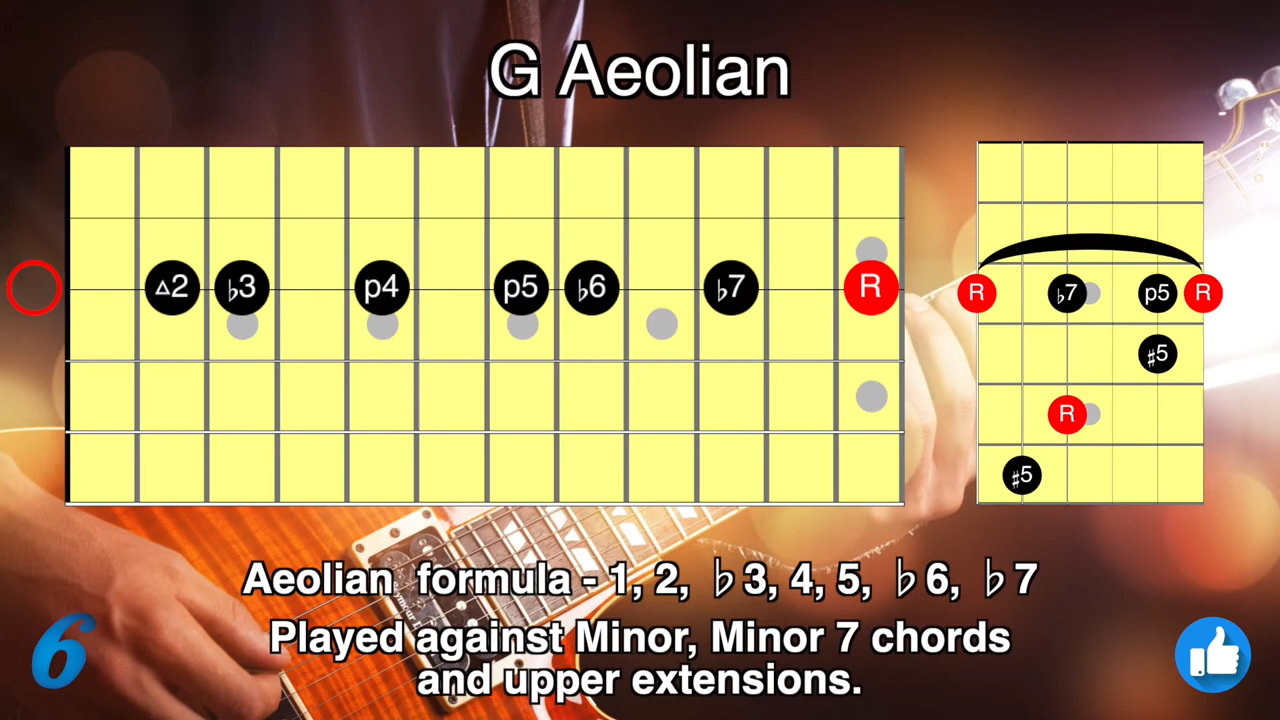 G Aeolian
▵2 ♭3 p4 p5 ♭6 ♭7 R
R ♭7 p5 R
♯5
R
♯5
Aeolian formula - 1, 2, ♭3, 4, 5, ♭6, ♭7
Played against Minor, Minor 7 chords
and upper extensions.
6